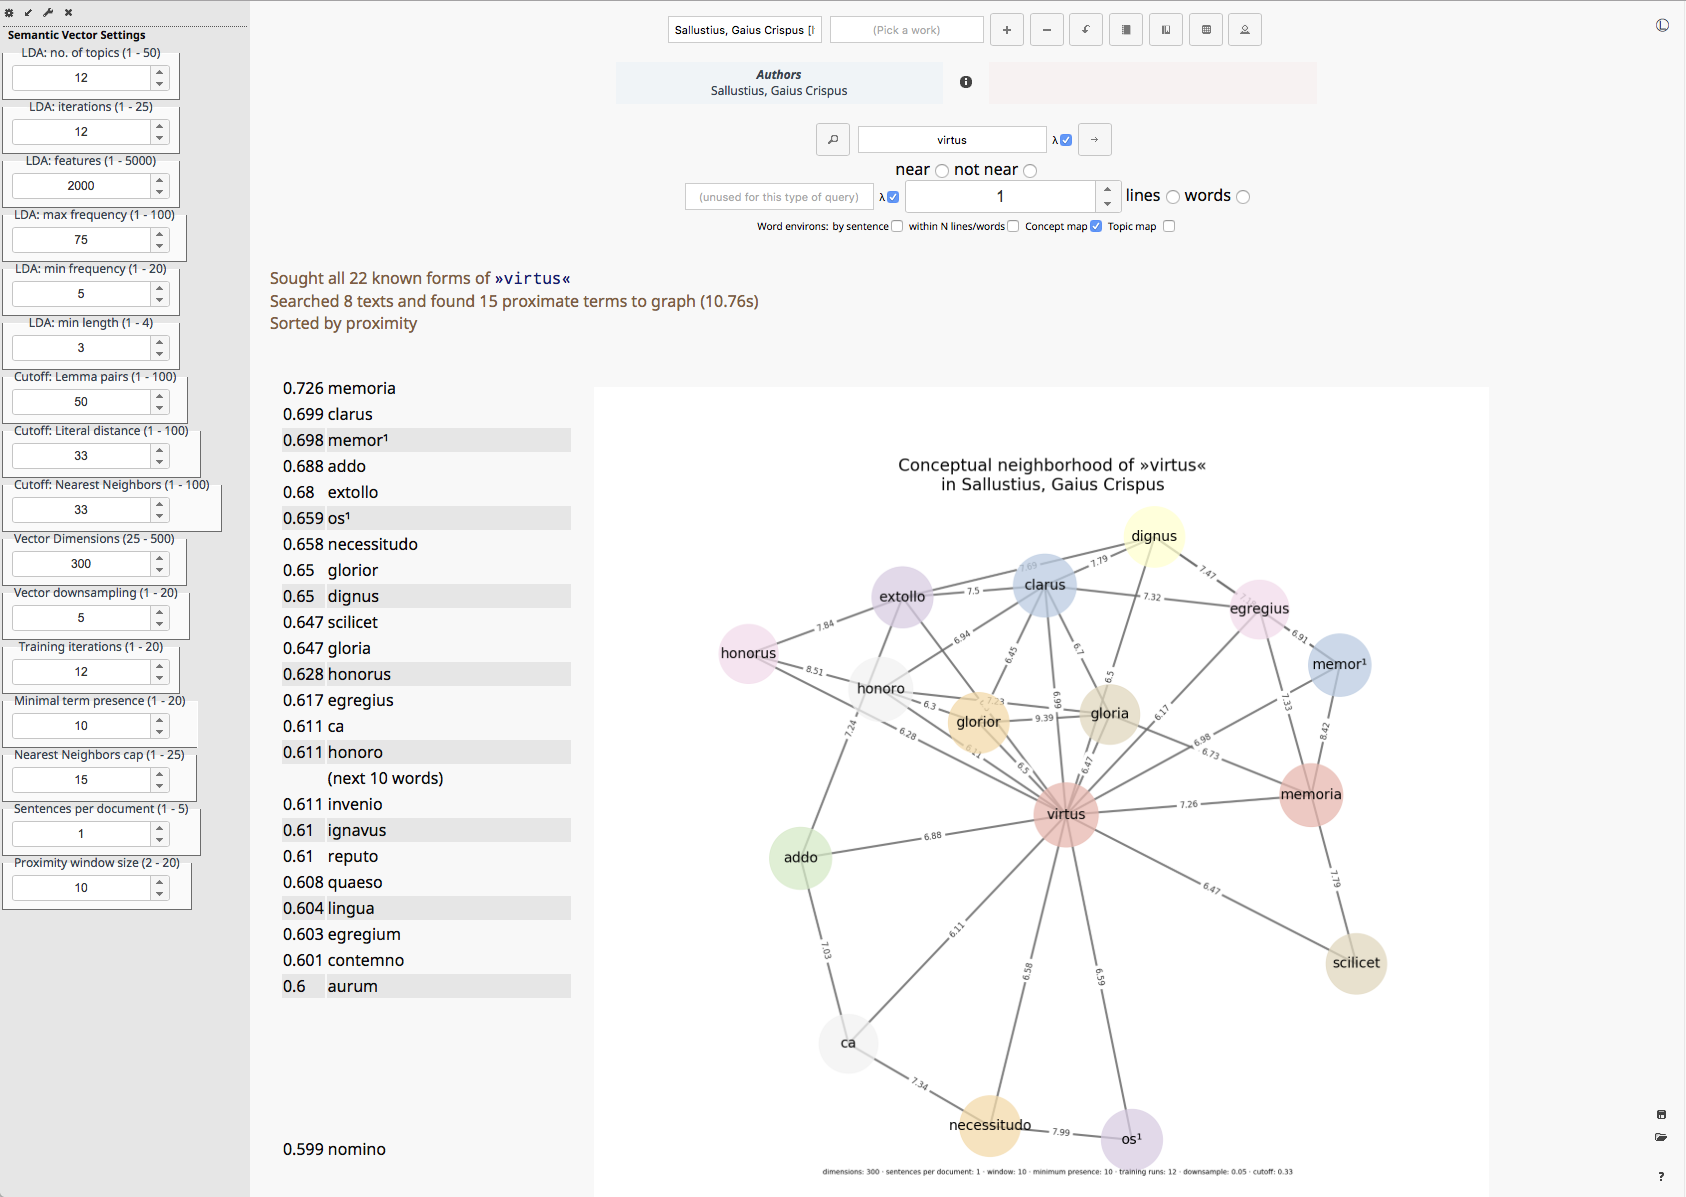 Semantic Vector Settings
LDA: no. of topics (1 - 50)
12
LDA: iterations (1 - 25)
12
LDA: features (1 - 5000)
2000
LDA: max frequency (1 - 100)
75
LDA: min frequency (1 - 20)
5
LDA: min length (1 - 4)
3
Cutoff: Lemma pairs (1 - 100)
50
Cutoff: Literal distance (1 - 100)
33
Cutoff: Nearest Neighbors (1 - 100)
33
Vector Dimensions (25 - 500)
300
Vector downsampling (1 - 20)
5
Training iterations (1 - 20)
12
Minimal term presence (1 - 20)
10
Nearest Neighbors cap (1 - 25)
15
Sentences per document (1 - 5)
1
Proximity window size (2 - 20)
10
Sallustius, Gaius Crispus [
(Pick a work)
Authors
Sallustius, Gaius Crispus
virtus
λ
near not near
(unused for this type of query) λ 1 lines words
Word environs: by sentence within N lines/words Concept map Topic map
Sought all 22 known forms of »virtus«
Searched 8 texts and found 15 proximate terms to graph (10.76s)
Sorted by proximity
0.726 memoria
0.699 clarus
0.698 memor¹
0.688 addo
0.68 extollo
0.659 os¹
0.658 necessitudo
0.65 glorior
0.65 dignus
0.647 scilicet
0.647 gloria
0.628 honorus
0.617 egregius
0.611 ca
0.611 honoro
(next 10 words)
0.611 invenio
0.61 ignavus
0.61 reputo
0.608 quaeso
0.604 lingua
0.603 egregium
0.601 contemno
0.6 aurum
0.599 nomino
Conceptual neighborhood of »virtus«
in Sallustius, Gaius Crispus
dignus
7.69
7.79
7.47
clarus
extollo
7.5
7.32
egregius
7.84
6.94
6.91
honorus
6.45
6.7
memor¹
8.51
6.5
honoro
6.3
7.23
6.99
7.33
glorior
9.39
gloria
6.17
7.24
6.28
8.42
6.98
6.73
6.11
6.5
6.47
memoria
virtus
7.26
6.88
addo
7.79
6.47
6.11
7.03
scilicet
6.58
6.59
ca
7.34
necessitudo
7.99
os¹
dimensions: 300 · sentences per document: 1 · window: 10 · minimum presence: 10 · training runs: 12 · downsample: 0.05 · cutoff: 0.33
?